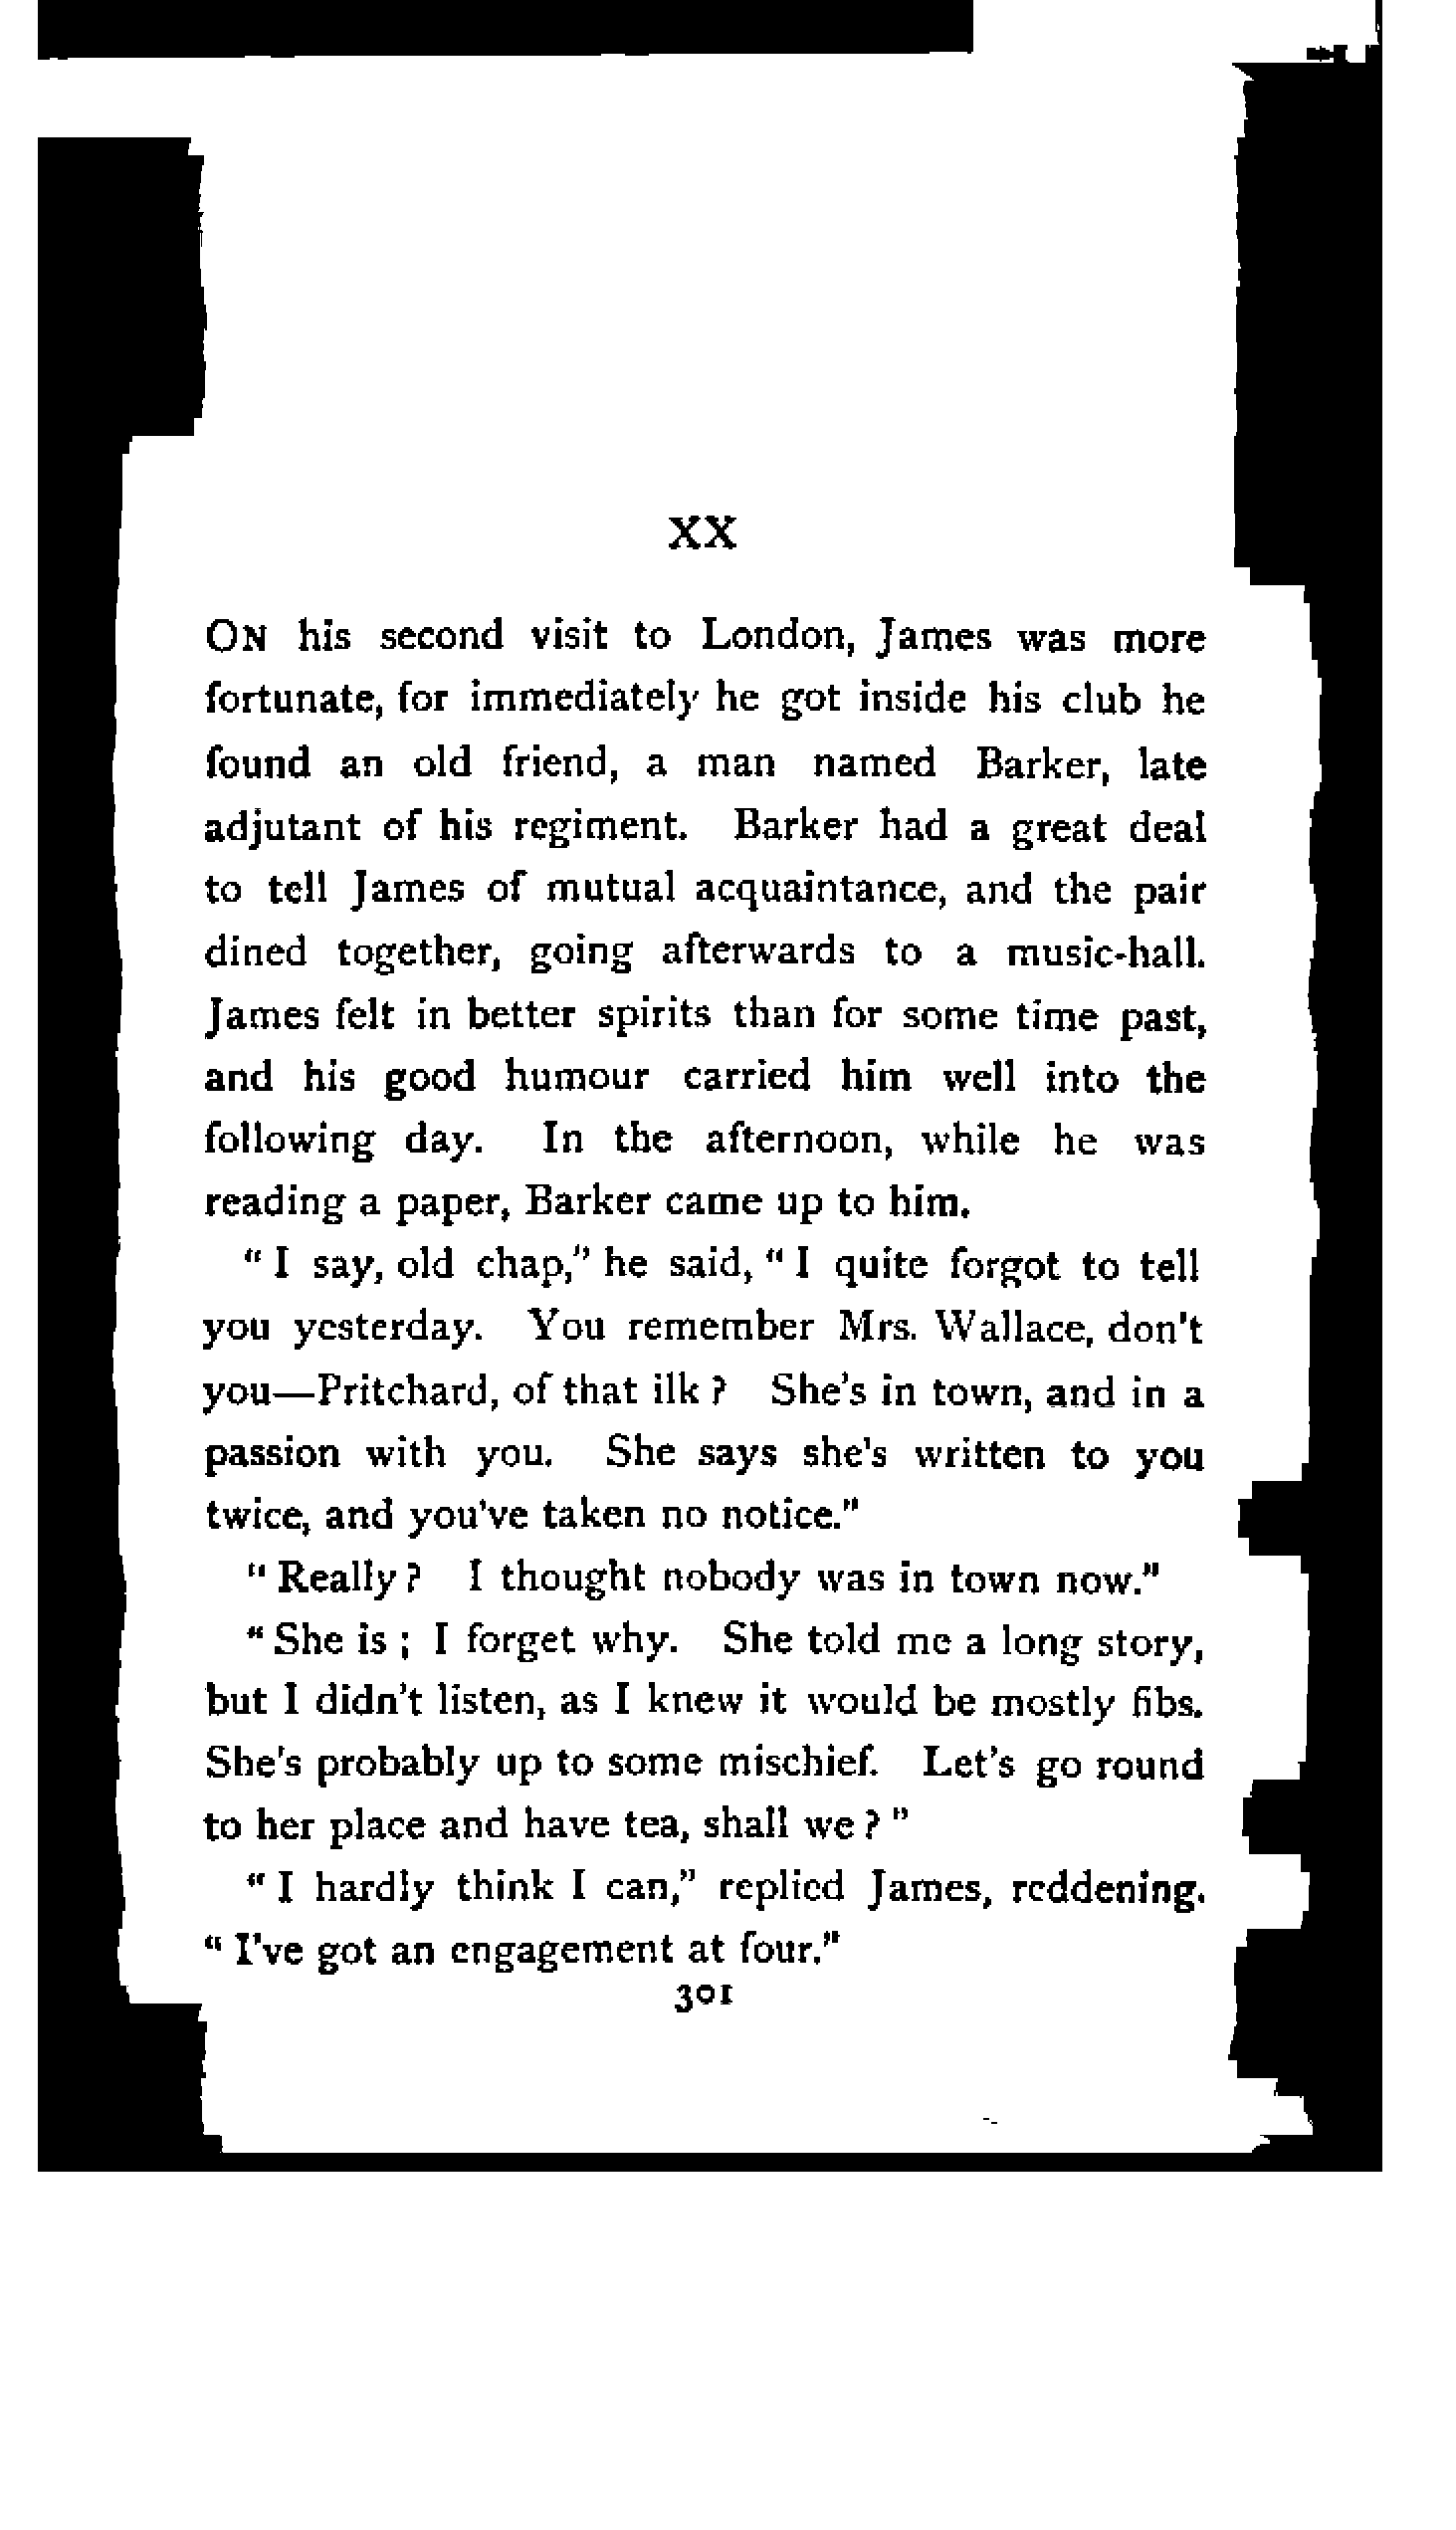 XX
ON his second visit to London, James was more
fortunate, for immediately he got inside his club he
found an old friend, a man named Barker, late
adjutant of his regiment. Barker had a great deal
to tell James of mutual acquaintance, and the pair
dined together, going afterwards to a music-hall.
James felt in better spirits than for some time past,
and his good humour carried him well into the
following day. In the afternoon, while he was
reading a paper, Barker came up to him.
"I say, old chap," he said, "I quite forgot to tell
you yesterday. You remember Mrs. Wallace, don't
you—Pritchard, of that ilk? She's in town, and in a
passion with you. She says she's written to you
twice, and you've taken no notice."
"Really? I thought nobody was in town now."
"She is; I forget why. She told me a long story,
but I didn't listen, as I knew it would be mostly fibs.
She's probably up to some mischief. Let's go round
to her place and have tea, shall we?"
"I hardly think I can," replied James, reddening.
"I've got an engagement at four."
301